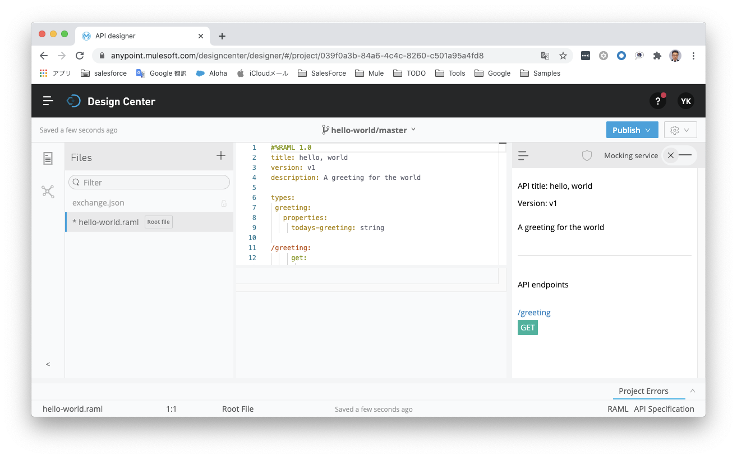 API designer
anypoint.mulesoft.com/designcenter/designer/#/project/039f0a3b-84a6-4c4c-8260-c501a95a4fd8
アプリ salesforce Google 翻訳 Aloha iCloudメール SalesForce Mule TODO Tools Google Samples
Design Center ? YK
Saved a few seconds ago hello-world/master Publish
Files
Filter
exchange.json
* hello-world.raml Root file
1 #%RAML 1.0
2 title: hello, world
3 version: v1
4 description: A greeting for the world
5
6 types:
7 greeting:
8 properties:
9 todays-greeting: string
10
11 /greeting:
12 get:
Mocking service
API title: hello, world
Version: v1
A greeting for the world
API endpoints
/greeting
GET
Project Errors
hello-world.raml 1:1 Root File Saved a few seconds ago RAML API Specification